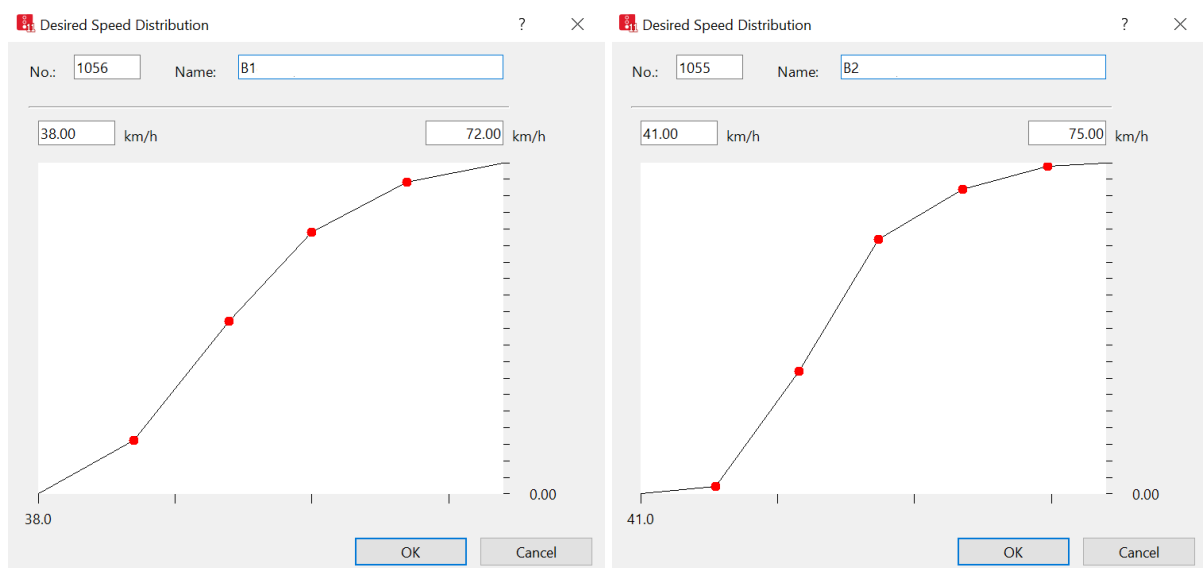 Desired Speed Distribution ?
No.: 1056 Name: B1
38.00 km/h 72.00 km/h
0.00
38.0
OK Cancel
Desired Speed Distribution ?
No.: 1055 Name: B2
41.00 km/h 75.00 km/h
0.00
41.0
OK Cancel